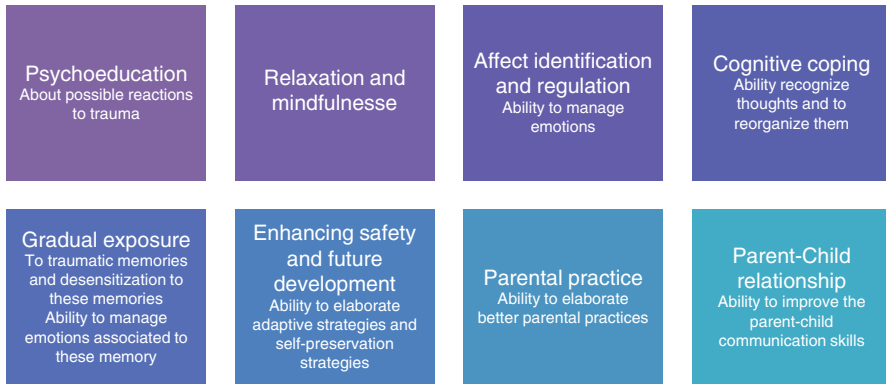 Psychoeducation
About possible reactions
to trauma
Relaxation and
mindfulnesse
Affect identification
and regulation
Ability to manage
emotions
Cognitive coping
Ability recognize
thoughts and to
reorganize them
Gradual exposure
To traumatic memories
and desensitization to
these memories
Ability to manage
emotions associated to
these memory
Enhancing safety
and future
development
Ability to elaborate
adaptive strategies and
self-preservation
strategies
Parental practice
Ability to elaborate
better parental practices
Parent-Child
relationship
Ability to improve the
parent-child
communication skills